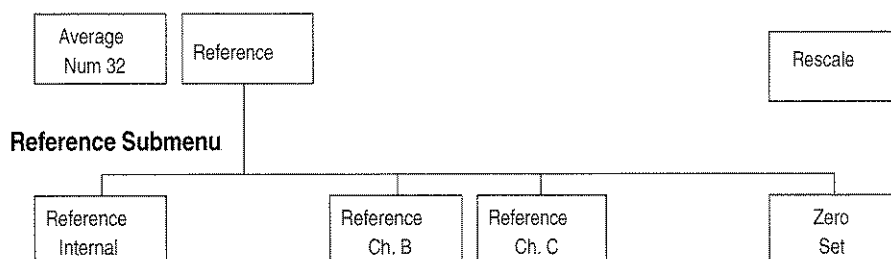 Average
Num 32
Reference
Rescale
Reference Submenu
Reference
Internal
Reference
Ch. B
Reference
Ch. C
Zero
Set